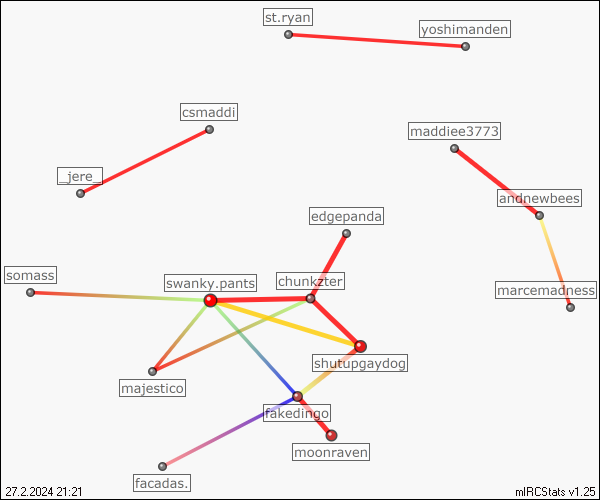 st.ryan
yoshimanden
csmaddi
maddiee3773
_jere_
andnewbees
edgepanda
somass
swanky.pants
chunkzter
marcemadness
shutupgaydog
majestico
fakedingo
moonraven
facadas.
27.2.2024 21:21
mIRCStats v1.25